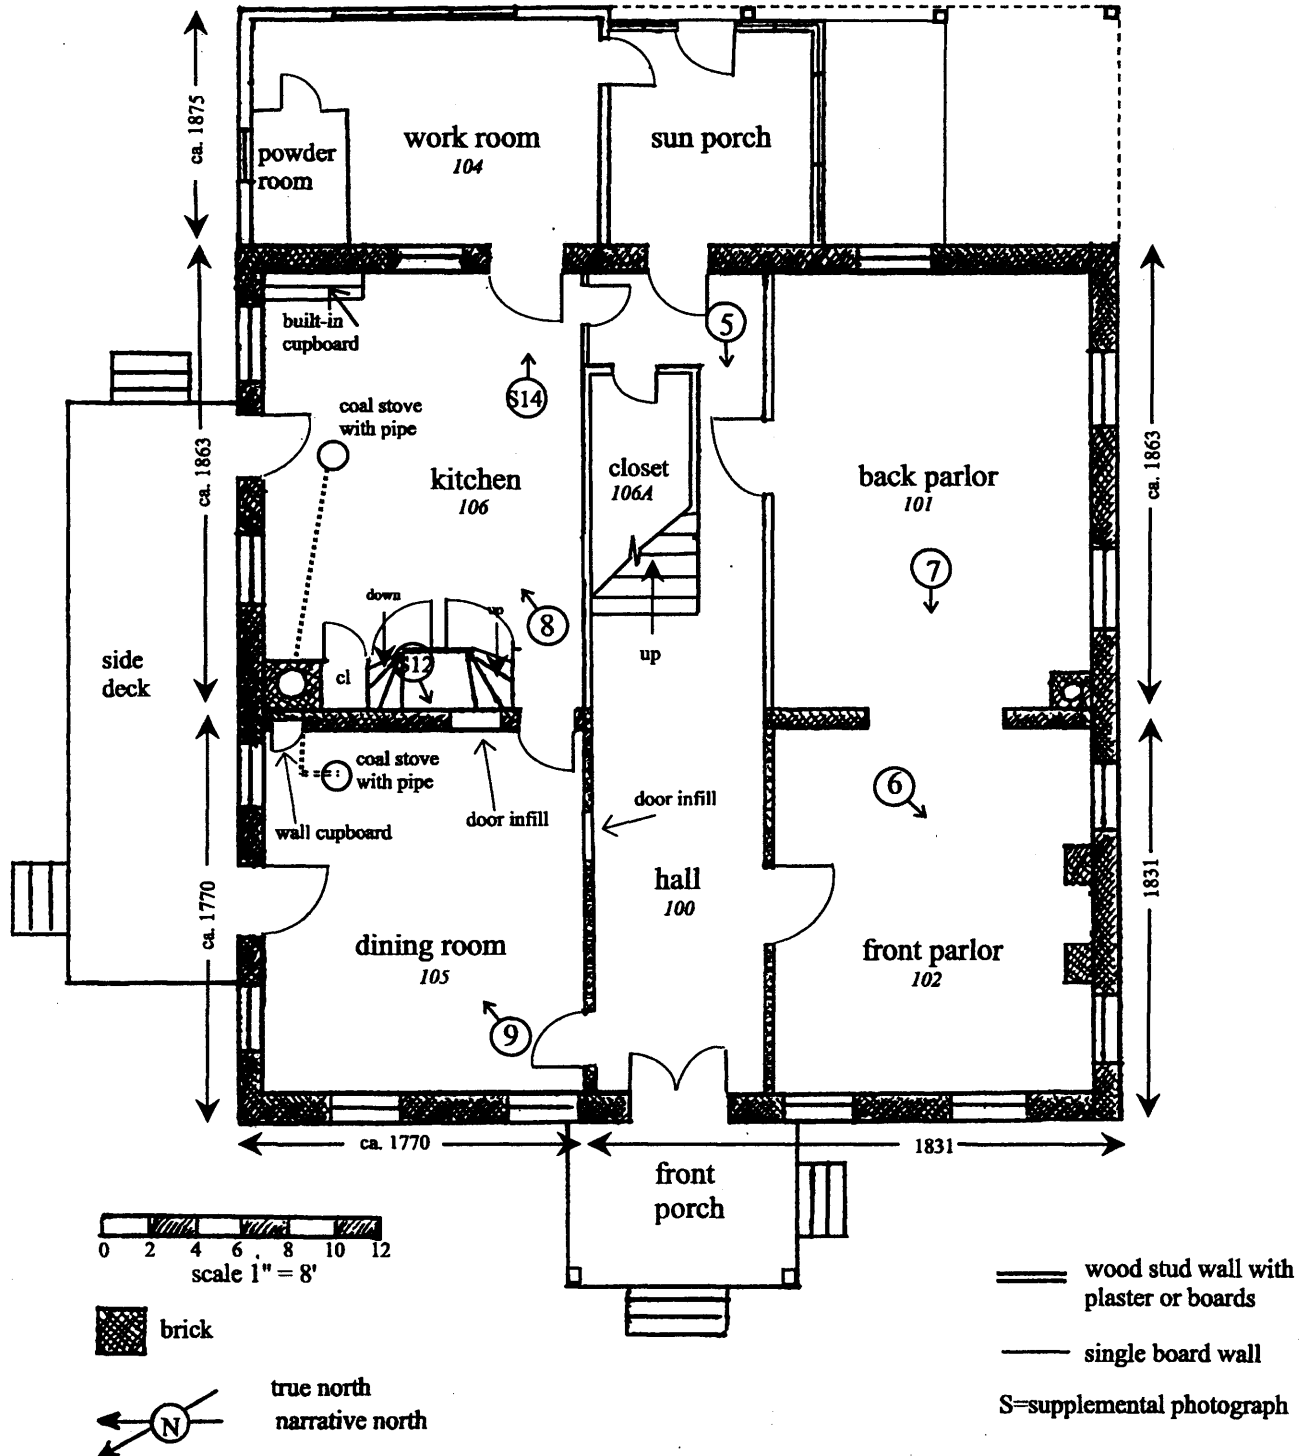 ca. 1875
powder
room
work room
104
sun porch
built-in
cupboard
5
S14
coal stove
with pipe
ca. 1863
kitchen
106
closet
106A
back parlor
101
ca. 1863
7
down
up
8
up
side
deck
cl
S12
coal stove
with pipe
wall cupboard
door infill
door infill
6
ca. 1770
dining room
105
hall
100
front parlor
102
1831
9
ca. 1770
1831
front
porch
0 2 4 6 8 10 12
scale 1" = 8'
brick
true north
N narrative north
wood stud wall with
plaster or boards
single board wall
S=supplemental photograph